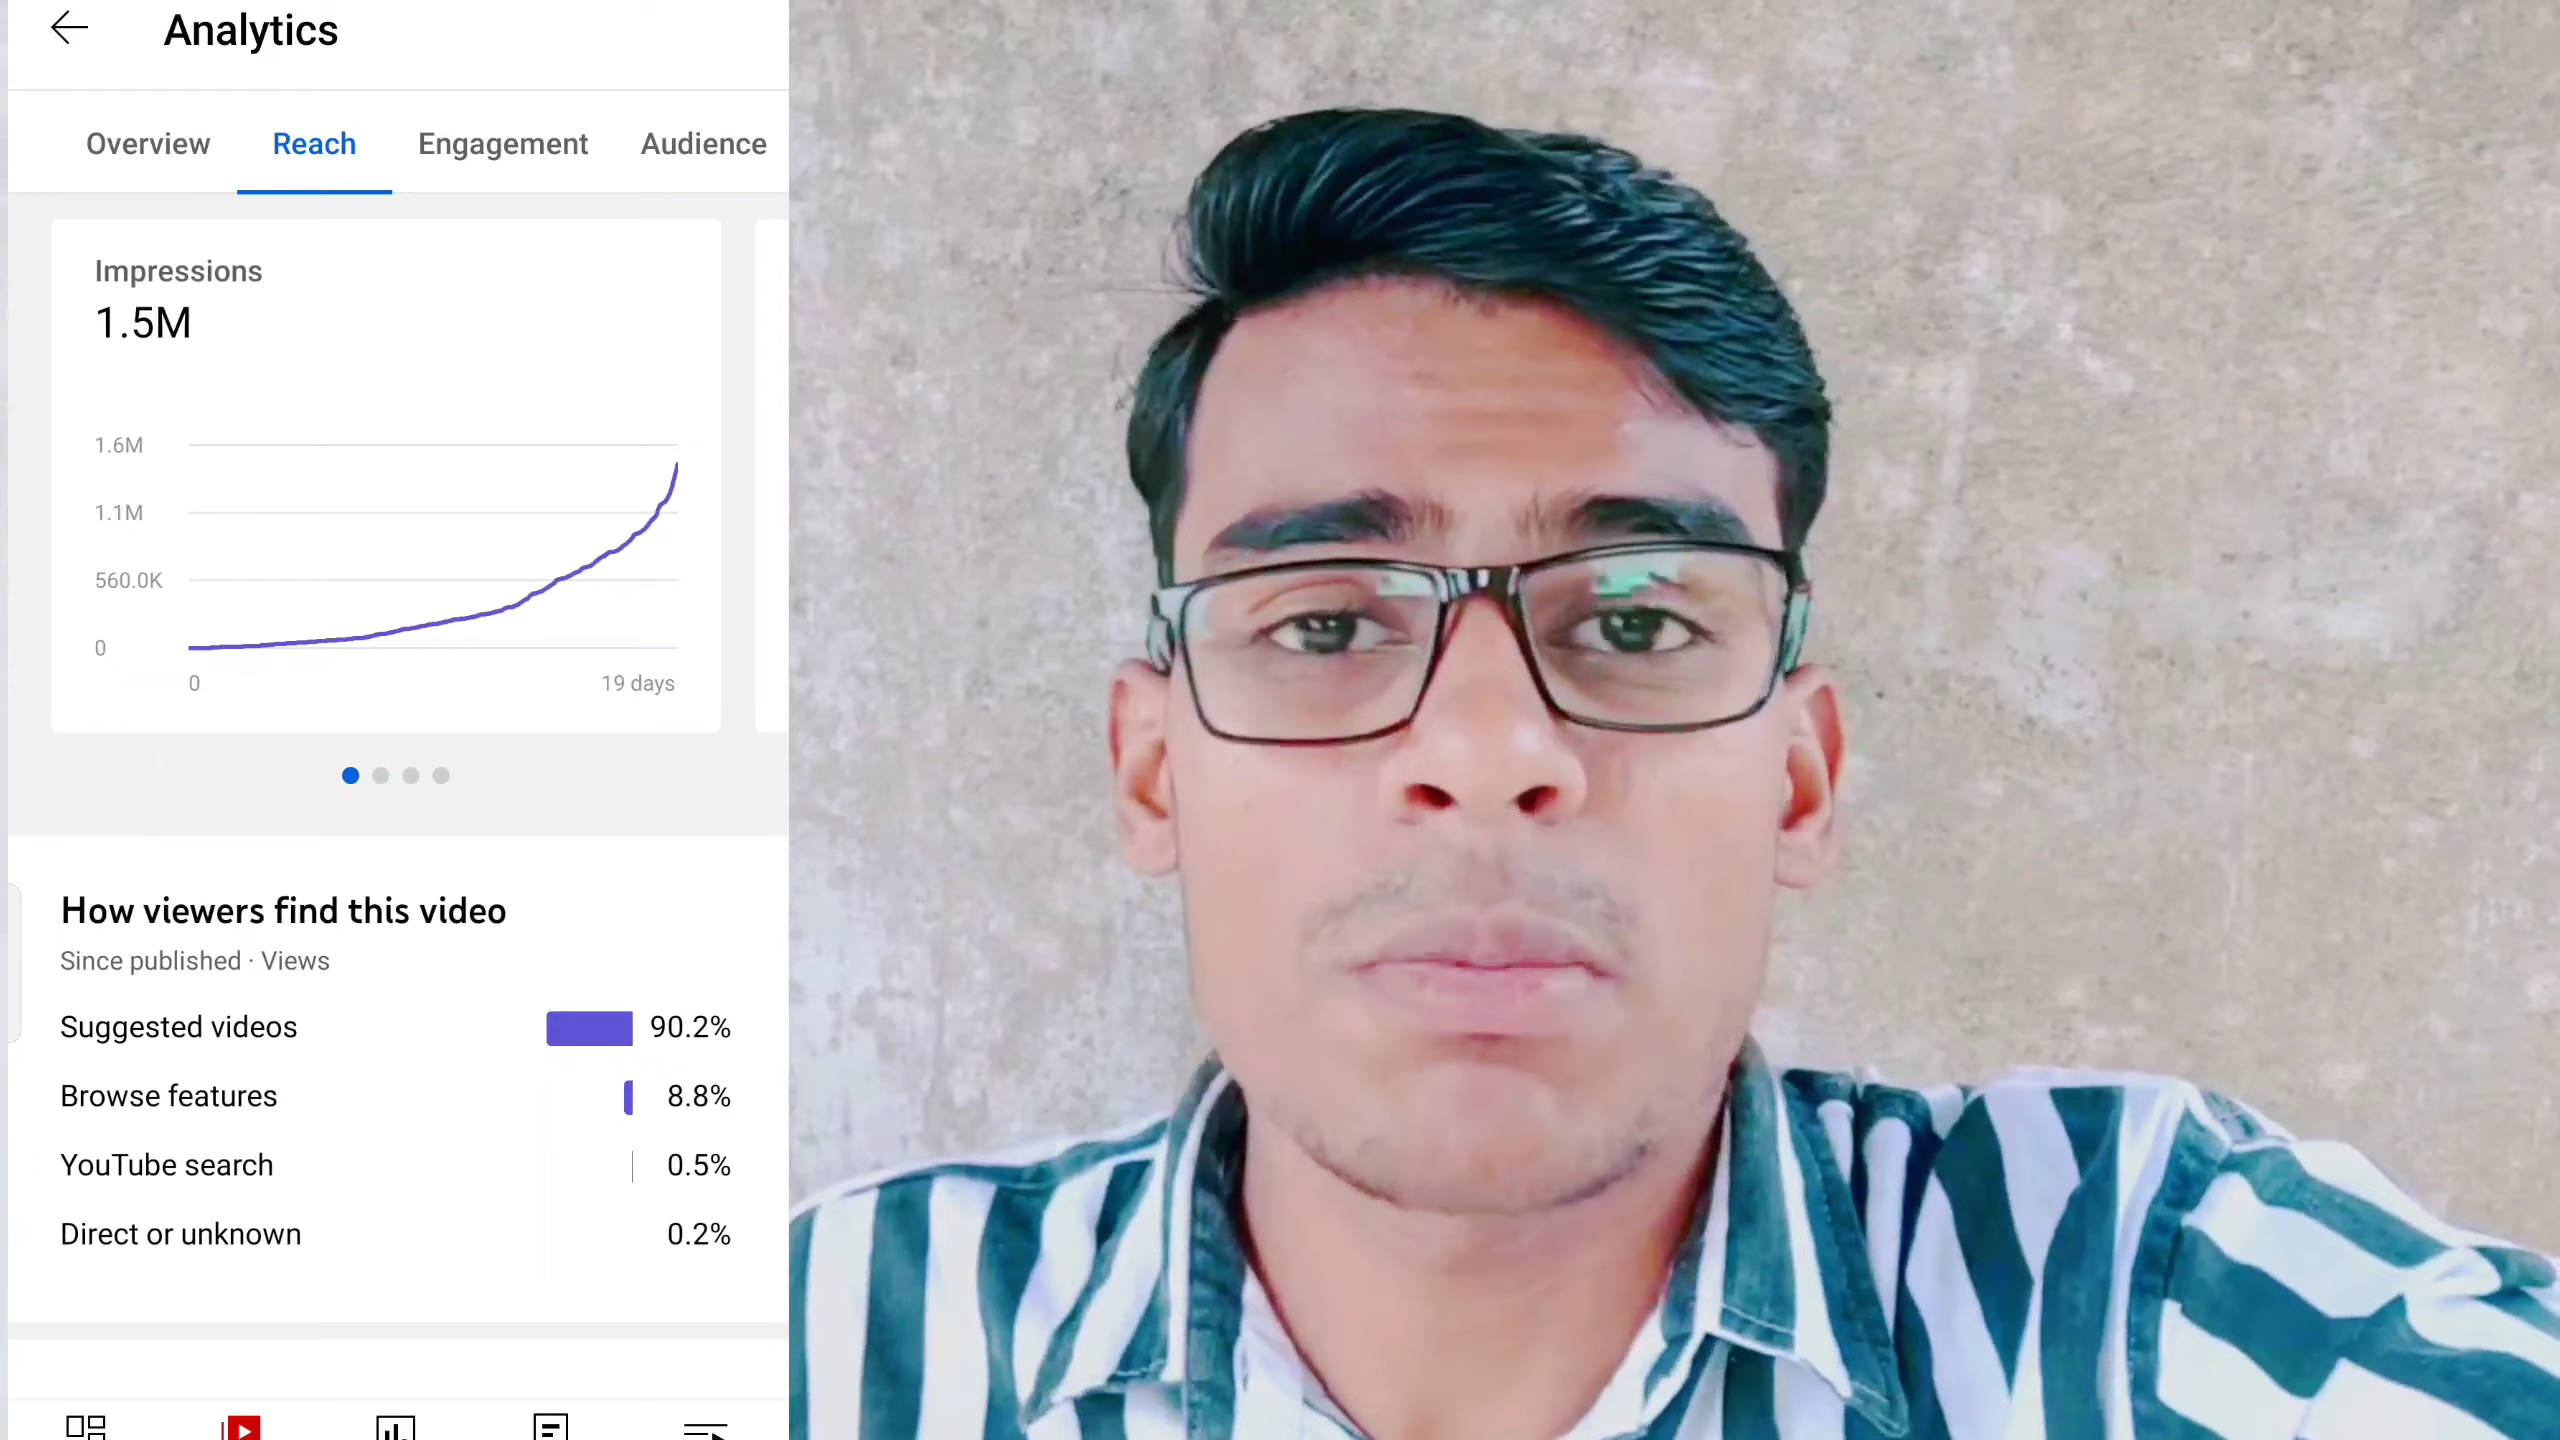 Analytics
Overview Reach Engagement Audience
Impressions
1.5M
1.6M
1.1M
560.0K
0
0 19 days
How viewers find this video
Since published · Views
Suggested videos 90.2%
Browse features 8.8%
YouTube search 0.5%
Direct or unknown 0.2%